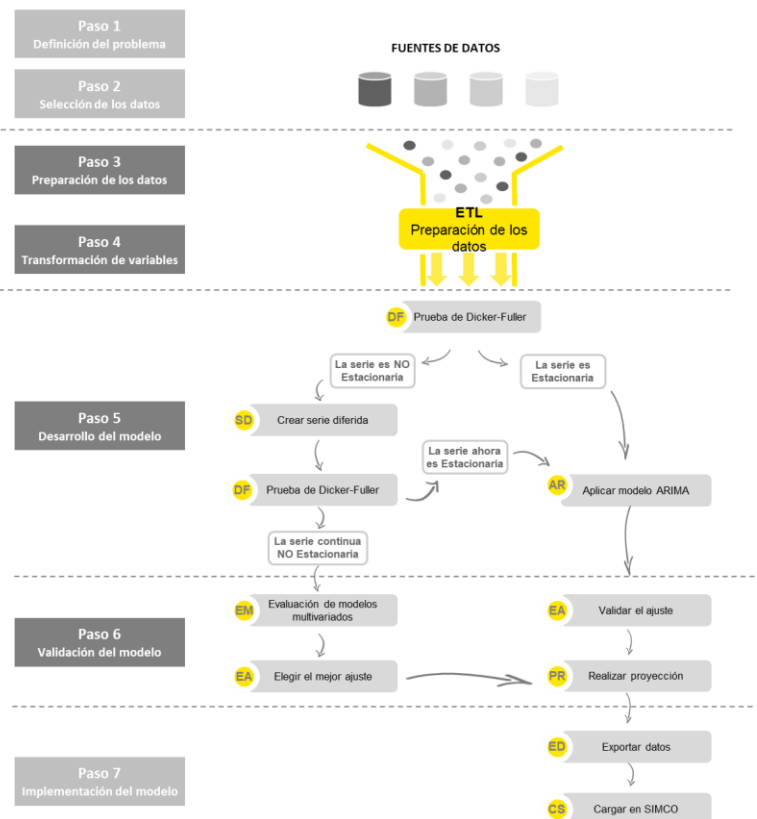 Paso 1
Definición del problema
FUENTES DE DATOS
Paso 2
Selección de los datos
Paso 3
Preparación de los datos
ETL
Preparación de los
datos
Paso 4
Transformación de variables
DF Prueba de Dicker-Fuller
La serie es NO
Estacionaria
La serie es
Estacionaria
Paso 5
Desarrollo del modelo
SD Crear serie diferida
La serie ahora
es Estacionaria
DF Prueba de Dicker-Fuller
AR Aplicar modelo ARIMA
La serie continua
NO Estacionaria
Paso 6
Validación del modelo
EM Evaluación de modelos
multivariados
EA Validar el ajuste
EA Elegir el mejor ajuste
PR Realizar proyección
Paso 7
Implementación del modelo
ED Exportar datos
CS Cargar en SIMCO